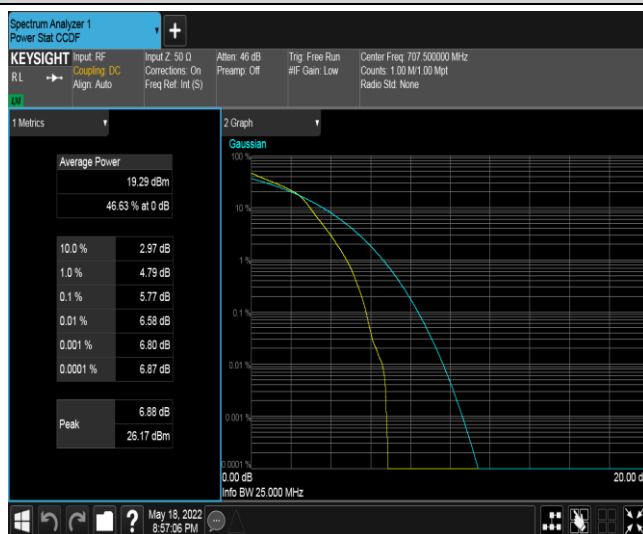 Spectrum Analyzer 1
Power Stat CCDF
+
KEYSIGHT
RL
Input: RF
Coupling: DC
Align: Auto
Input Z: 50 Ω
Corrections: On
Freq Ref: Int (S)
Atten: 46 dB
Preamp: Off
Trig: Free Run
#IF Gain: Low
Center Freq: 707.500000 MHz
Counts: 1.00 M/1.00 Mpt
Radio Std: None
1 Metrics
Average Power
19.29 dBm
46.63 % at 0 dB
10.0 % 2.97 dB
1.0 % 4.79 dB
0.1 % 5.77 dB
0.01 % 6.58 dB
0.001 % 6.80 dB
0.0001 % 6.87 dB
Peak
6.88 dB
26.17 dBm
2 Graph
Gaussian
100 %
10 %
1 %
0.1 %
0.01 %
0.001 %
0.0001 %
0.00 dB
20.00 d
Info BW 25.000 MHz
?
May 18, 2022
8:57:06 PM